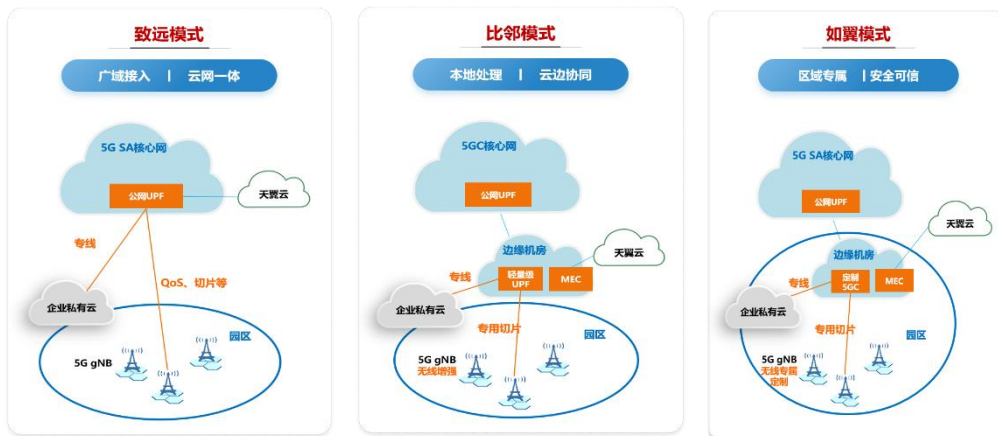 致远模式
广域接入 | 云网一体
5G SA核心网
公网UPF
天翼云
专线
QoS、切片等
企业私有云
园区
5G gNB
比邻模式
本地处理 | 云边协同
5GC核心网
公网UPF
边缘机房
天翼云
专线
轻量级
UPF
MEC
企业私有云
专用切片
园区
5G gNB
无线增强
如翼模式
区域专属 | 安全可信
5G SA核心网
公网UPF
天翼云
边缘机房
专线
定制
5GC
MEC
企业私有云
专用切片
园区
5G gNB
无线专属
定制